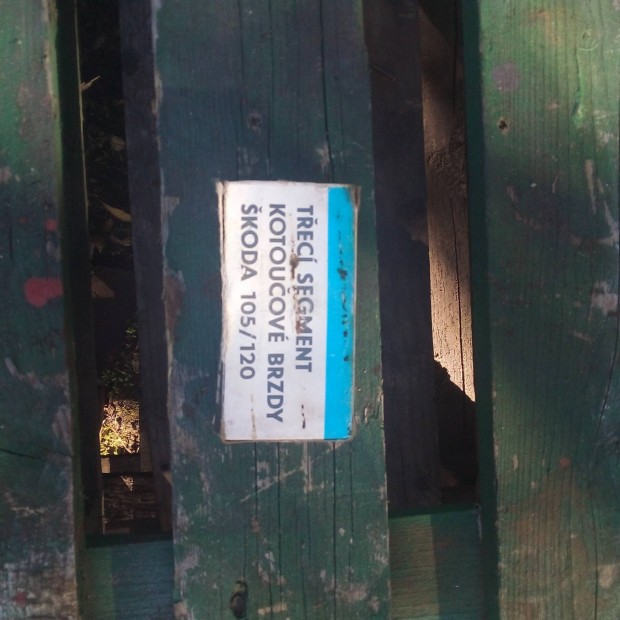 TŘECÍ SEGMENT
KOTOUČOVÉ BRZDY
ŠKODA 105/120